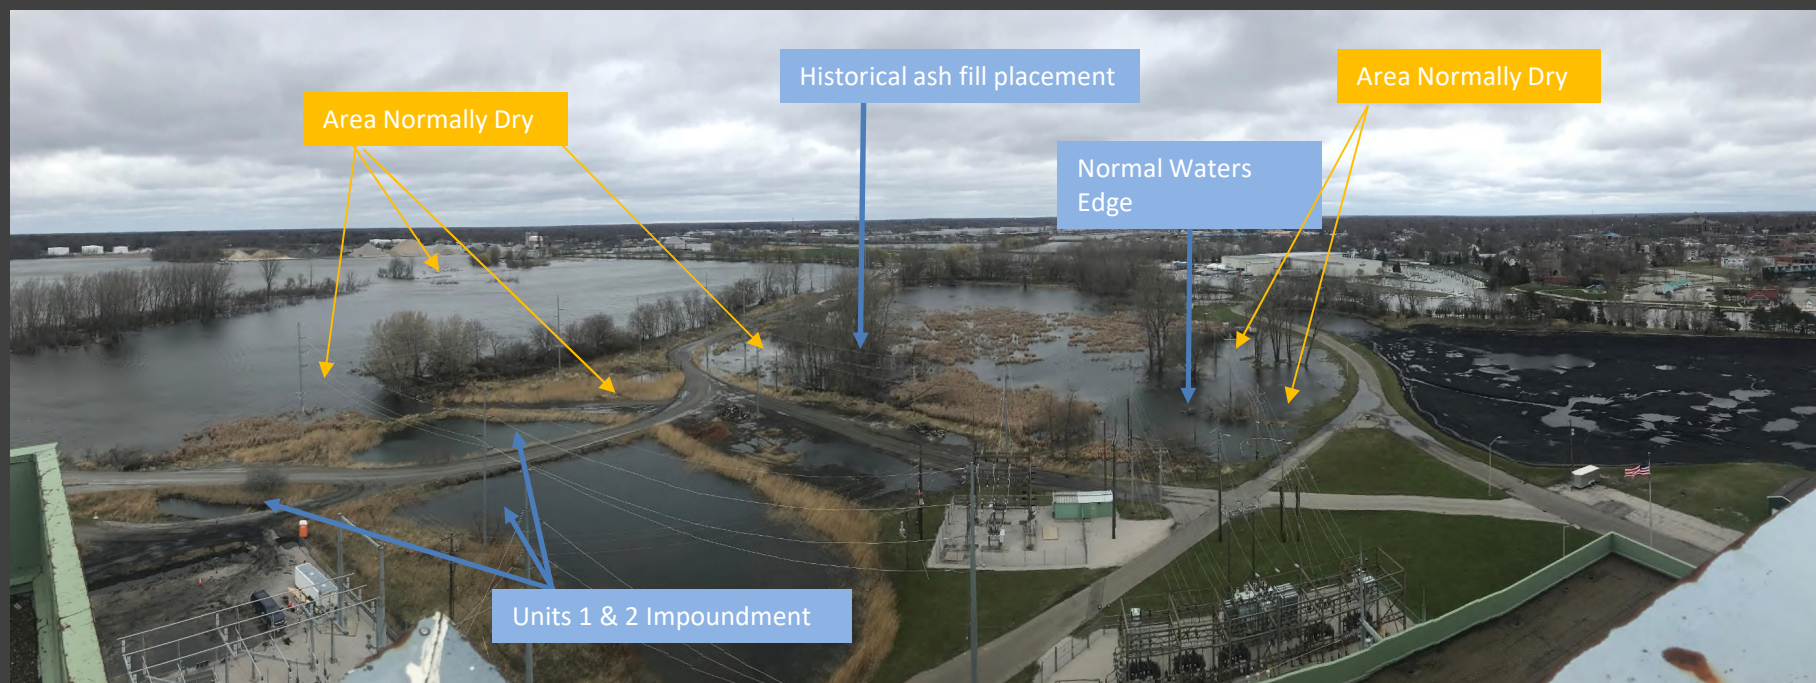 Historical ash fill placement
Area Normally Dry
Area Normally Dry
Normal Waters
Edge
Units 1 & 2 Impoundment